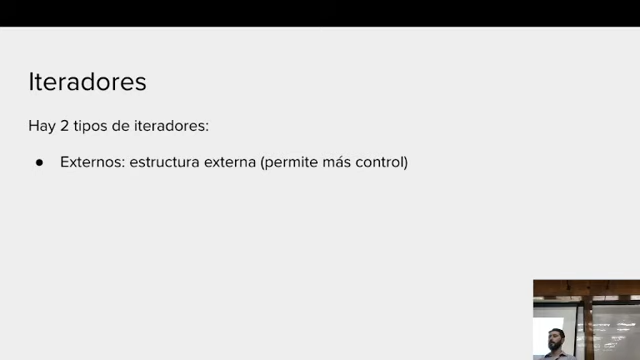 Iteradores
Hay 2 tipos de iteradores:
● Externos: estructura externa (permite más control)